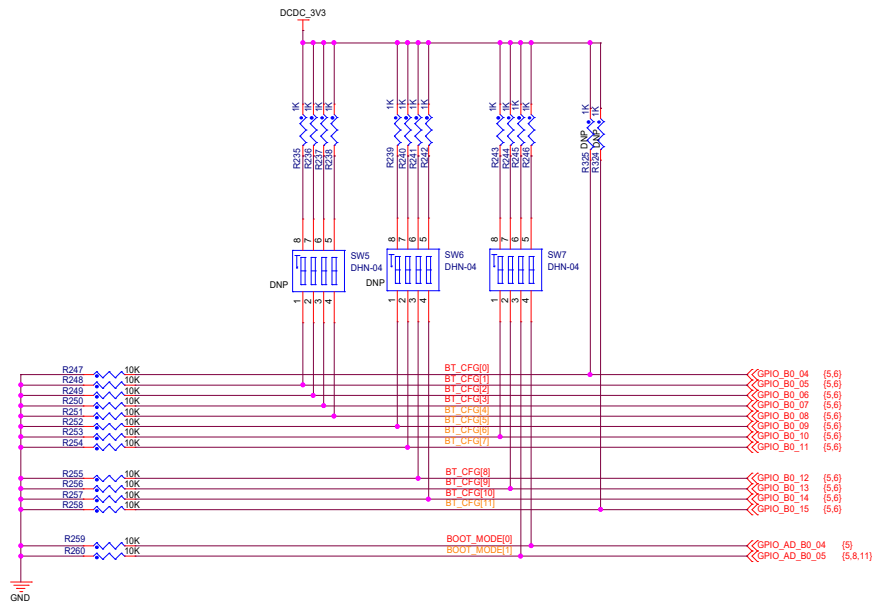 DCDC_3V3
1K 1K 1K 1K 1K 1K 1K 1K 1K 1K 1K 1K 1K 1K
R235 R236 R237 R238 R239 R240 R241 R242 R243 R244 R245 R246 R325 DNP R324 DNP
8 7 6 5 8 7 6 5 8 7 6 5
SW5 SW6 SW7
DHN-04 DHN-04 DHN-04
DNP DNP
1 2 3 4 1 2 3 4 1 2 3 4
R247 10K BT_CFG[0] GPIO_B0_04 {5,6}
R248 10K BT_CFG[1] GPIO_B0_05 {5,6}
R249 10K BT_CFG[2] GPIO_B0_06 {5,6}
R250 10K BT_CFG[3] GPIO_B0_07 {5,6}
R251 10K BT_CFG[4] GPIO_B0_08 {5,6}
R252 10K BT_CFG[5] GPIO_B0_09 {5,6}
R253 10K BT_CFG[6] GPIO_B0_10 {5,6}
R254 10K BT_CFG[7] GPIO_B0_11 {5,6}
R255 10K BT_CFG[8] GPIO_B0_12 {5,6}
R256 10K BT_CFG[9] GPIO_B0_13 {5,6}
R257 10K BT_CFG[10] GPIO_B0_14 {5,6}
R258 10K BT_CFG[11] GPIO_B0_15 {5,6}
R259 10K BOOT_MODE[0] GPIO_AD_B0_04 {5}
R260 10K BOOT_MODE[1] GPIO_AD_B0_05 {5,8,11}
GND